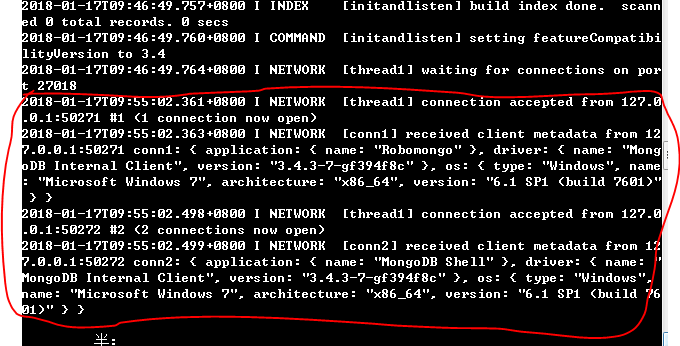 2018-01-17T09:46:49.757+0800 I INDEX    [initandlisten] build index done.  scann
ed 0 total records. 0 secs
2018-01-17T09:46:49.760+0800 I COMMAND  [initandlisten] setting featureCompatibi
lityVersion to 3.4
2018-01-17T09:46:49.764+0800 I NETWORK  [thread1] waiting for connections on por
t 27018
2018-01-17T09:55:02.361+0800 I NETWORK  [thread1] connection accepted from 127.0
.0.1:50271 #1 (1 connection now open)
2018-01-17T09:55:02.363+0800 I NETWORK  [conn1] received client metadata from 12
7.0.0.1:50271 conn1: { application: { name: "Robomongo" }, driver: { name: "Mong
oDB Internal Client", version: "3.4.3-7-gf394f8c" }, os: { type: "Windows", name
: "Microsoft Windows 7", architecture: "x86_64", version: "6.1 SP1 (build 7601)"
 } }
2018-01-17T09:55:02.498+0800 I NETWORK  [thread1] connection accepted from 127.0
.0.1:50272 #2 (2 connections now open)
2018-01-17T09:55:02.499+0800 I NETWORK  [conn2] received client metadata from 12
7.0.0.1:50272 conn2: { application: { name: "MongoDB Shell" }, driver: { name: "
MongoDB Internal Client", version: "3.4.3-7-gf394f8c" }, os: { type: "Windows",
name: "Microsoft Windows 7", architecture: "x86_64", version: "6.1 SP1 (build 76
01)" } }
半: